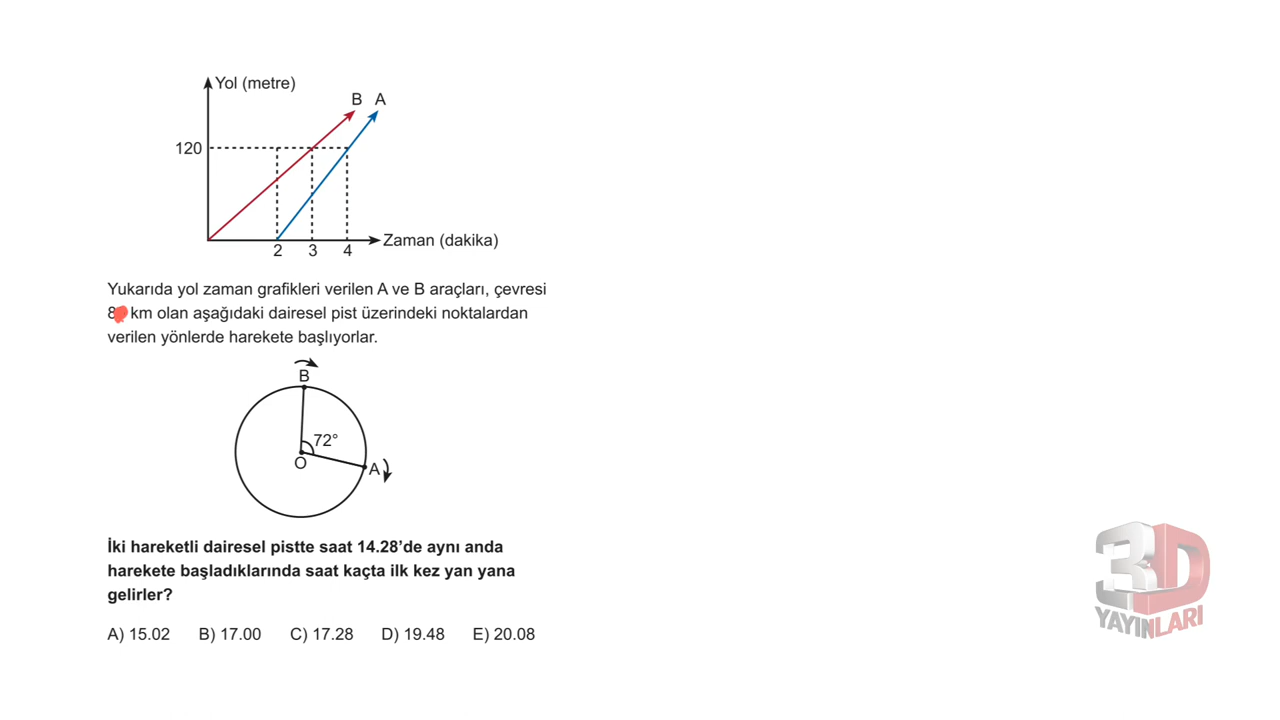 Yol (metre)
B A
120
Zaman (dakika)
2 3 4
Yukarıda yol zaman grafikleri verilen A ve B araçları, çevresi
km olan aşağıdaki dairesel pist üzerindeki noktalardan
verilen yönlerde harekete başlıyorlar.
B
72°
O
A
İki hareketli dairesel pistte saat 14.28’de aynı anda
harekete başladıklarında saat kaçta ilk kez yan yana
gelirler?
A) 15.02 B) 17.00 C) 17.28 D) 19.48 E) 20.08
3D
YAYINLARI